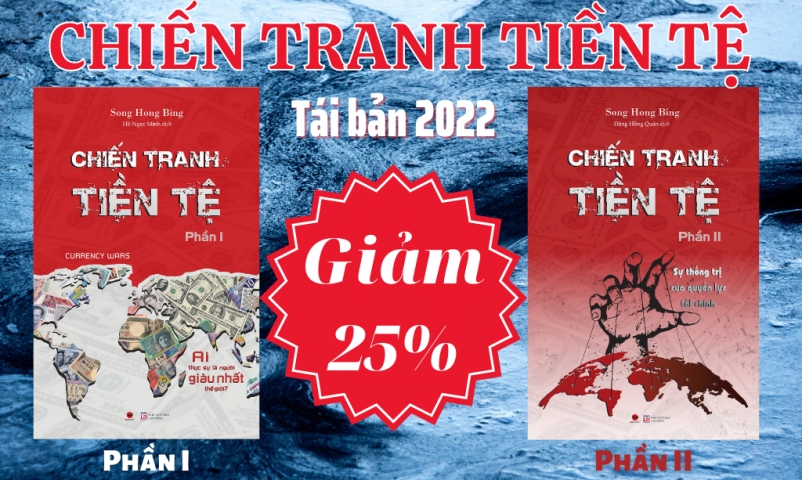 CHIẾN TRANH TIỀN TỆ
Tái bản 2022
Song Hong Bing
Hồ Ngọc Minh dịch
CHIẾN TRANH
TIỀN TỆ
Phần I
CURRENCY WARS
Ai
thực sự là người
giàu nhất
thế giới?
PHẦN I
Giảm
25%
Song Hong Bing
Đặng Hồng Quân dịch
CHIẾN TRANH
TIỀN TỆ
Phần II
Sự thống trị
của quyền lực
tài chính
PHẦN II